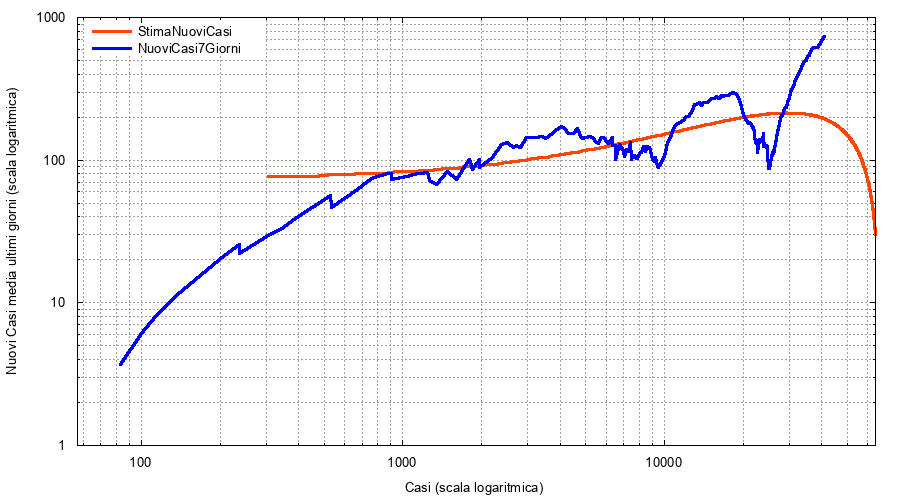 1000
StimaNuoviCasi
NuoviCasi7Giorni
100
10
1
Nuovi Casi media ultimi giorni (scala logaritmica)
100
1000
10000
Casi (scala logaritmica)